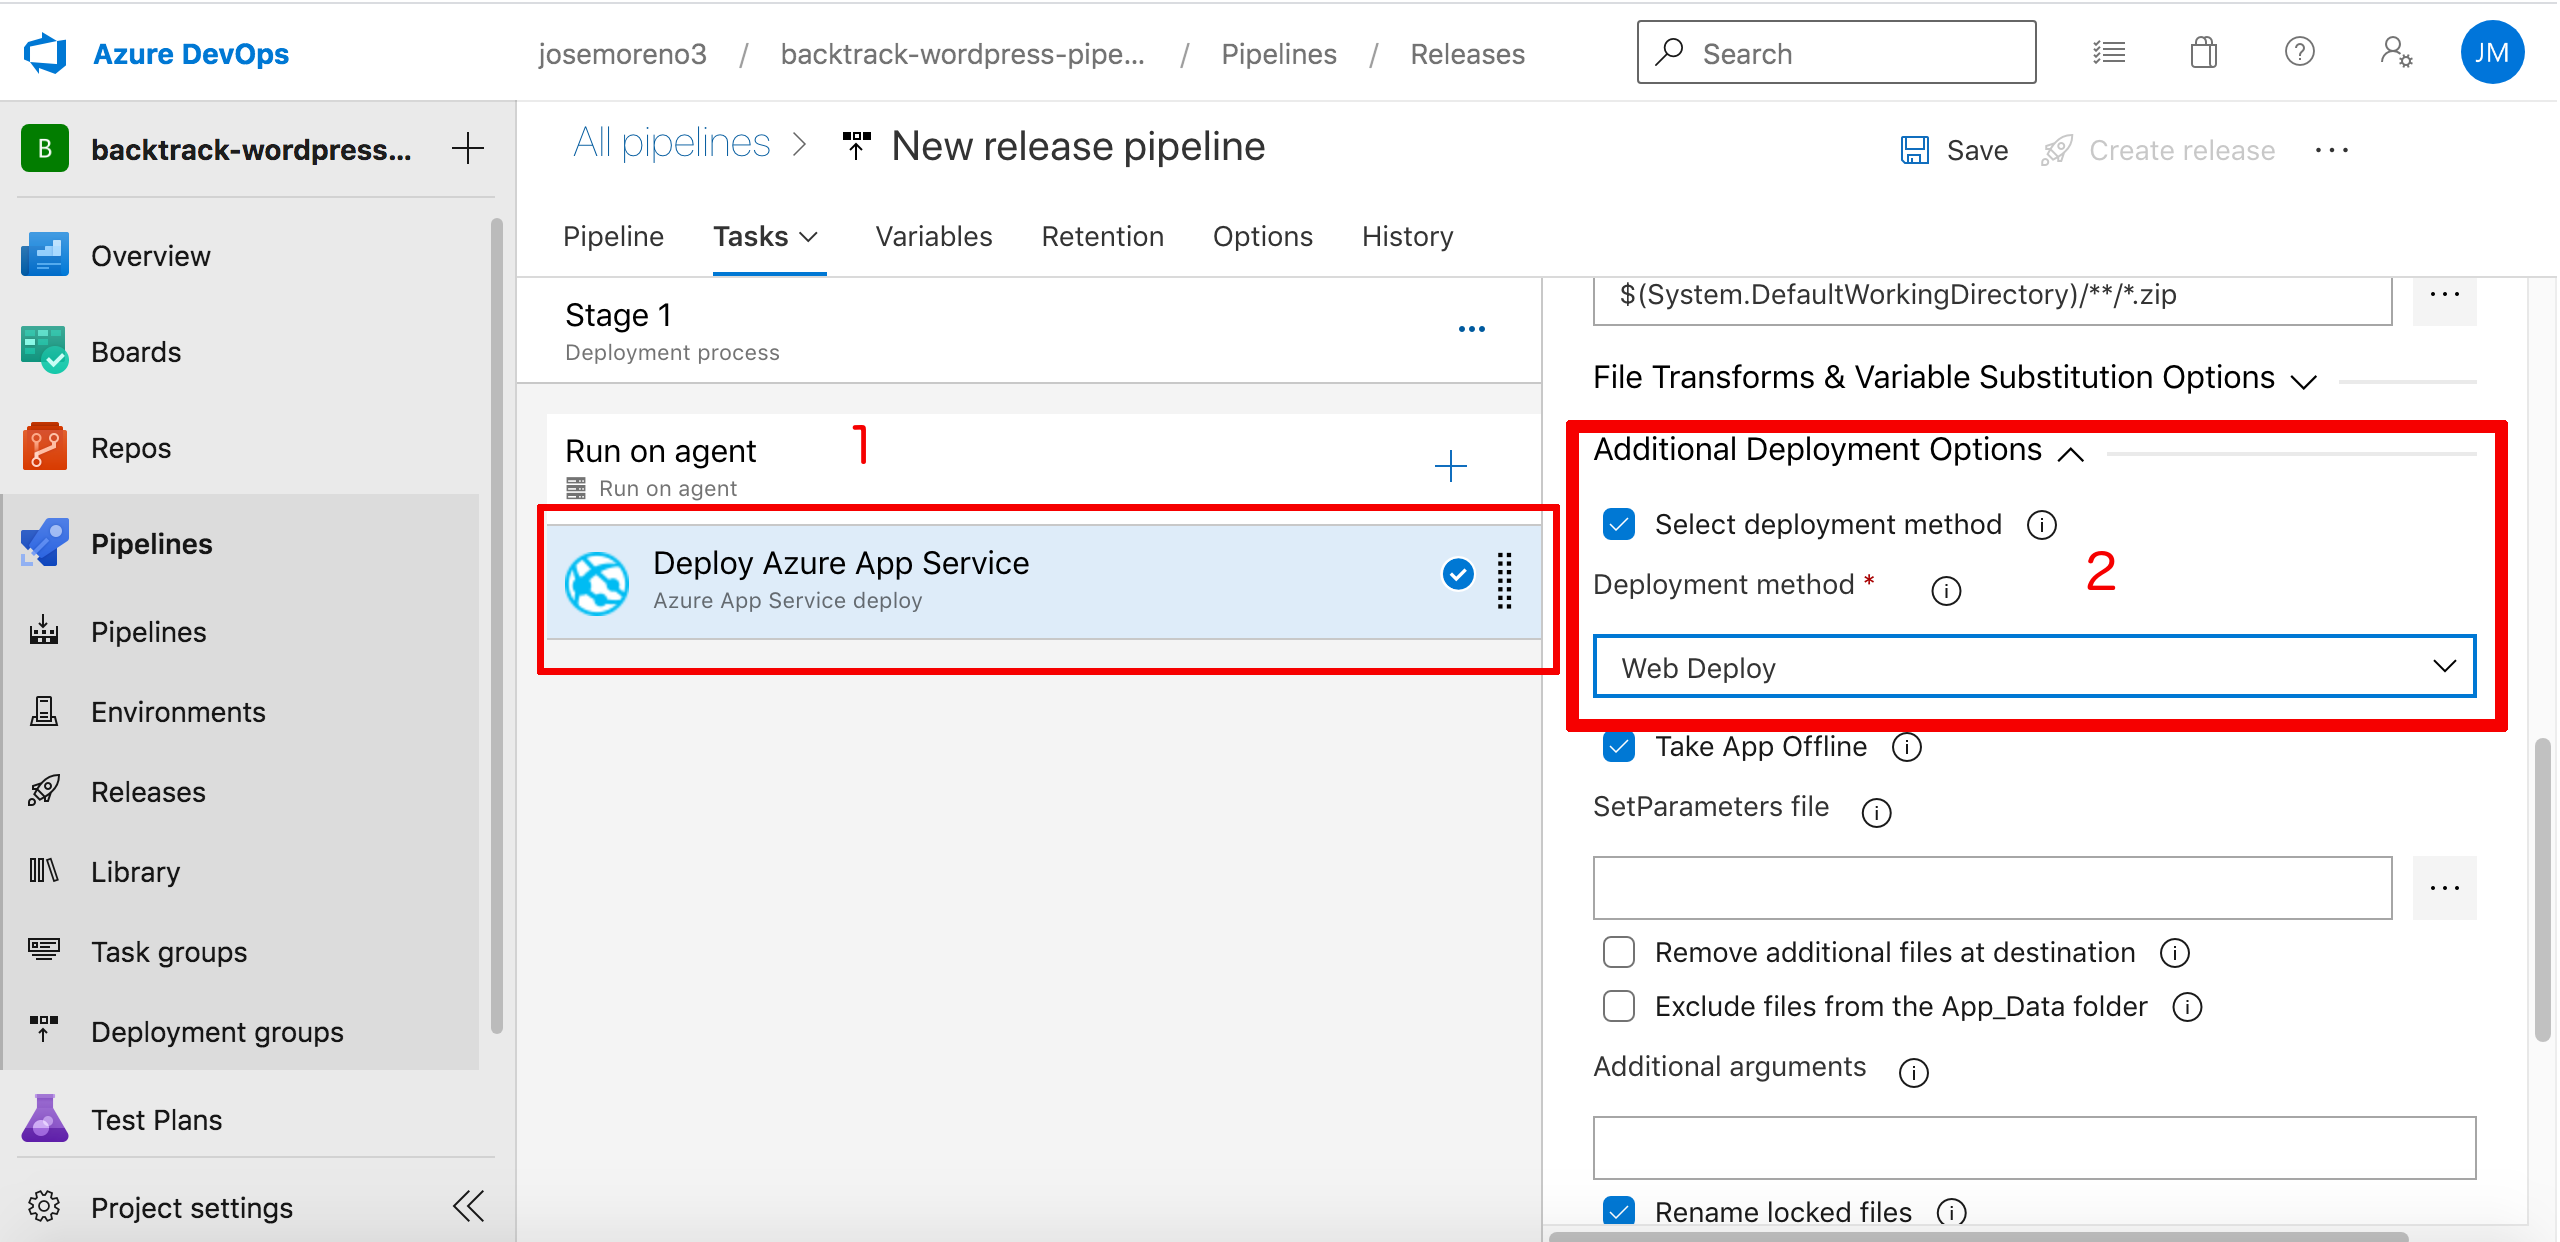 Azure DevOps
josemoreno3 / backtrack-wordpress-pipe... / Pipelines / Releases
Search
JM
B backtrack-wordpress...
Overview
Boards
Repos
Pipelines
Pipelines
Environments
Releases
Library
Task groups
Deployment groups
Test Plans
Project settings
All pipelines > New release pipeline
Save
Create release
Pipeline
Tasks
Variables
Retention
Options
History
Stage 1
Deployment process
Run on agent
Run on agent
1
Deploy Azure App Service
Azure App Service deploy
$(System.DefaultWorkingDirectory)/**/*.zip
File Transforms & Variable Substitution Options
Additional Deployment Options
Select deployment method
Deployment method *
2
Web Deploy
Take App Offline
SetParameters file
Remove additional files at destination
Exclude files from the App_Data folder
Additional arguments
Rename locked files